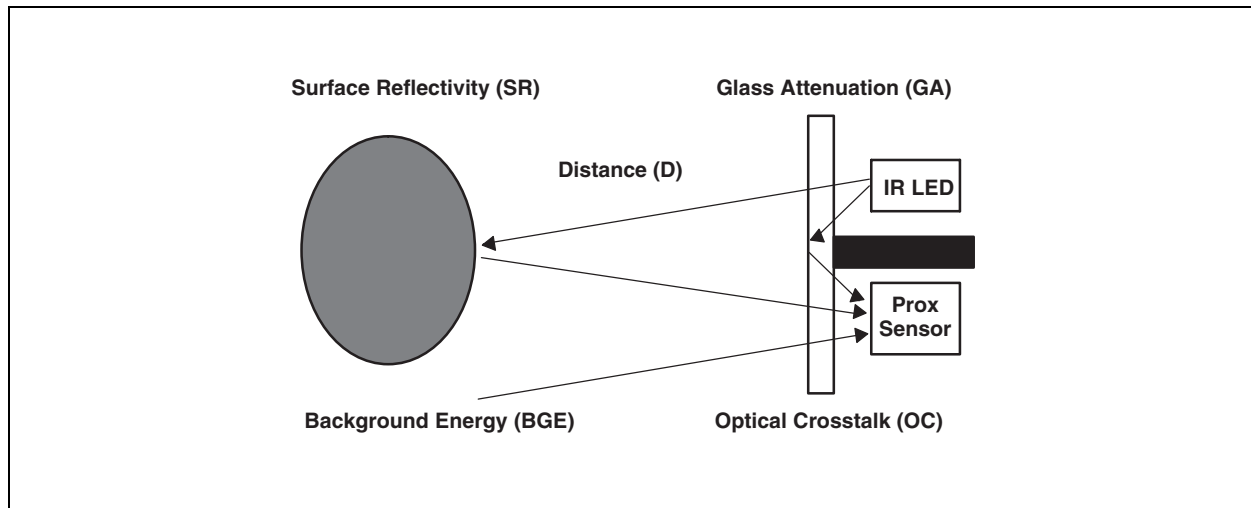 Surface Reflectivity (SR)
Glass Attenuation (GA)
Distance (D)
IR LED
Prox
Sensor
Background Energy (BGE)
Optical Crosstalk (OC)